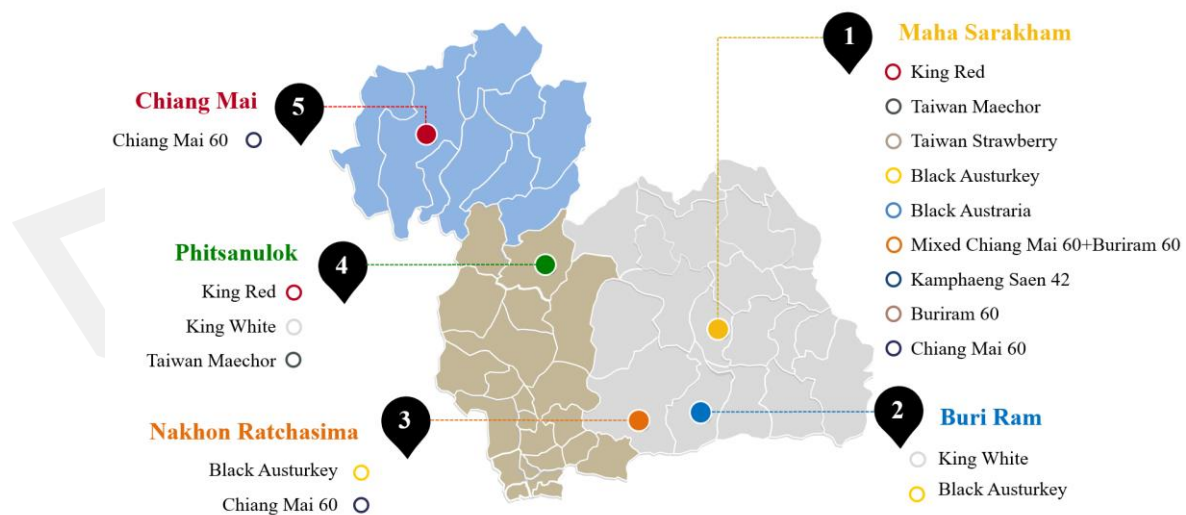 1
Maha Sarakham
King Red
Taiwan Maechor
Taiwan Strawberry
Black Austurkey
Black Austraria
Mixed Chiang Mai 60+Buriram 60
Kamphaeng Saen 42
Buriram 60
Chiang Mai 60
2
Buri Ram
King White
Black Austurkey
3
Nakhon Ratchasima
Black Austurkey
Chiang Mai 60
4
Phitsanulok
King Red
King White
Taiwan Maechor
5
Chiang Mai
Chiang Mai 60